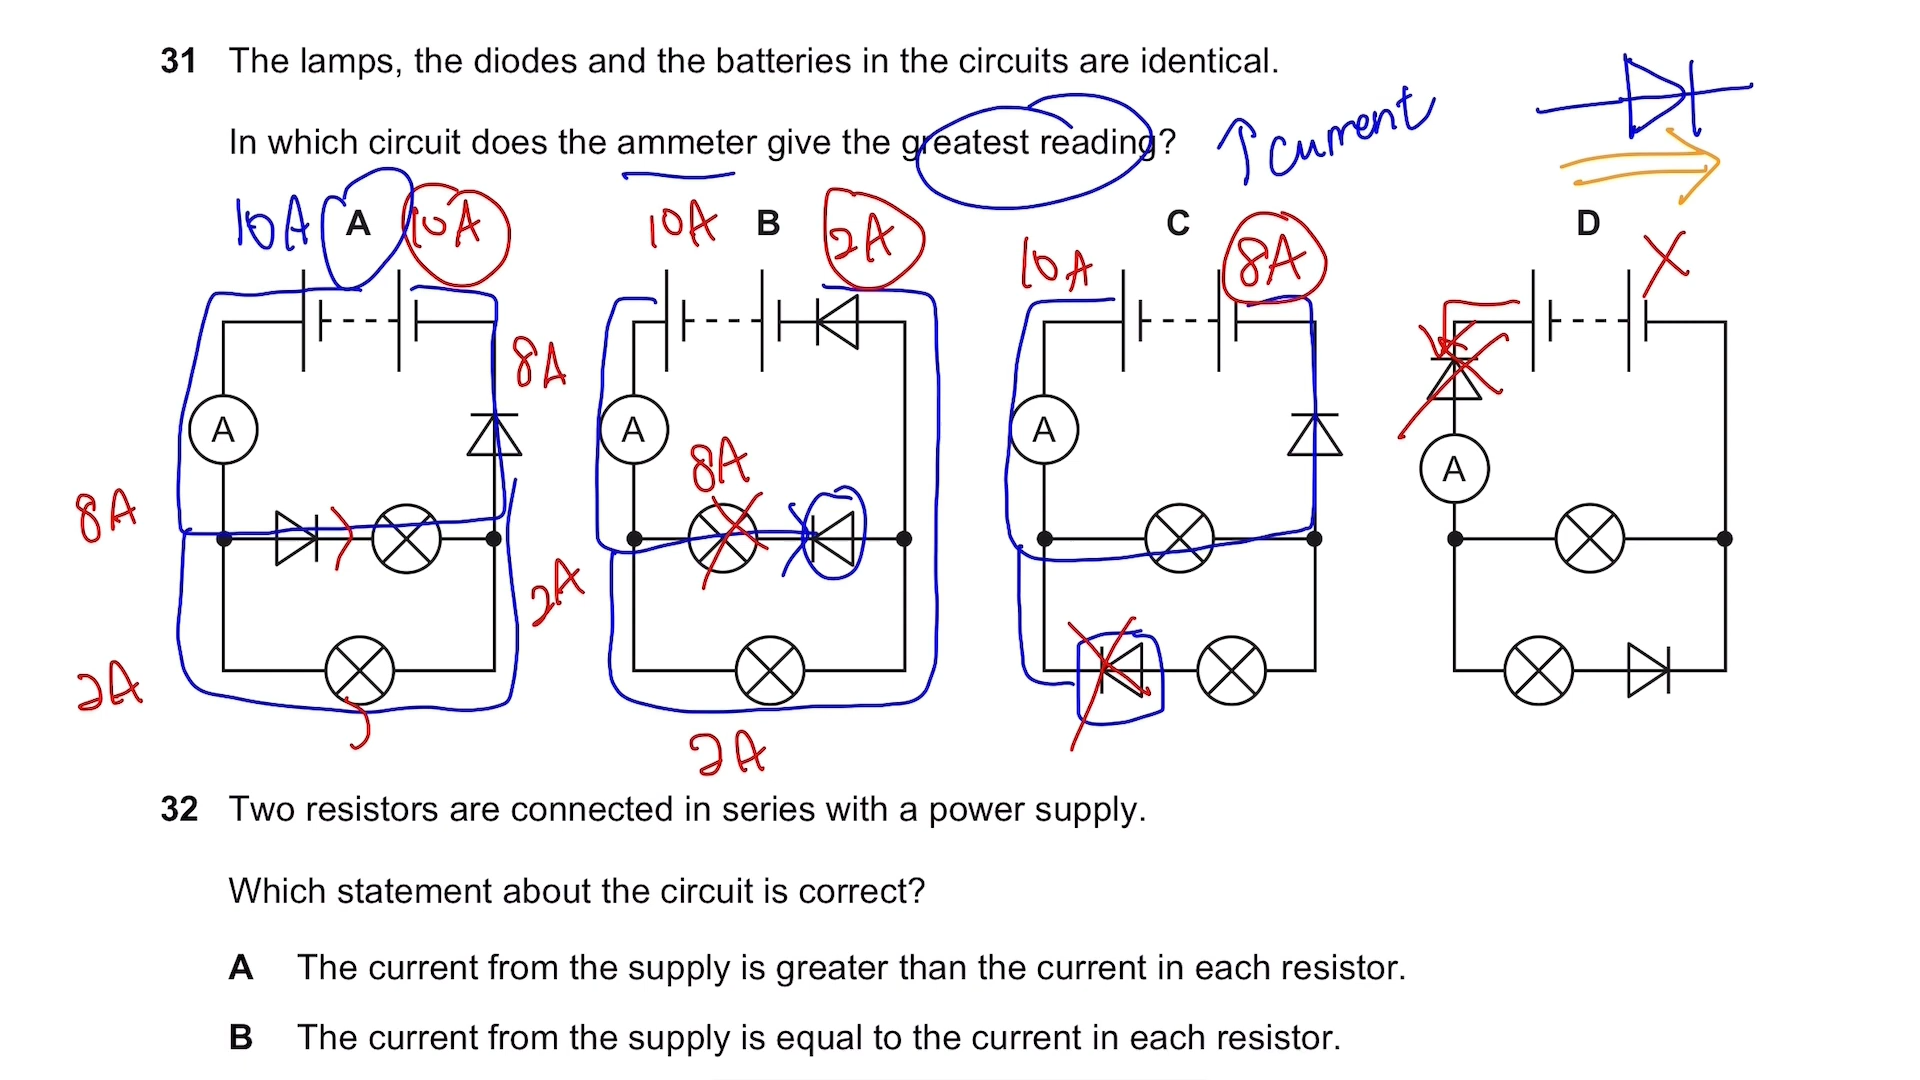 31 The lamps, the diodes and the batteries in the circuits are identical.
In which circuit does the ammeter give the greatest reading?
↑ Current
10A A 10A
10A B 2A
10A C 8A
D X
8A
A A A A
8A
8A
2A
2A
2A
32 Two resistors are connected in series with a power supply.
Which statement about the circuit is correct?
A The current from the supply is greater than the current in each resistor.
B The current from the supply is equal to the current in each resistor.